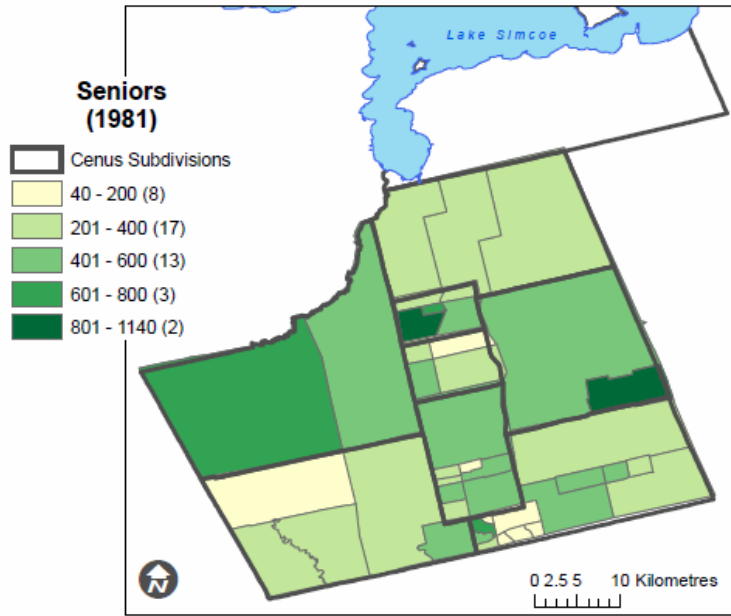 Lake Simcoe
Seniors
(1981)
Cenus Subdivisions
40 - 200 (8)
201 - 400 (17)
401 - 600 (13)
601 - 800 (3)
801 - 1140 (2)
N
0 2.5 5 10 Kilometres